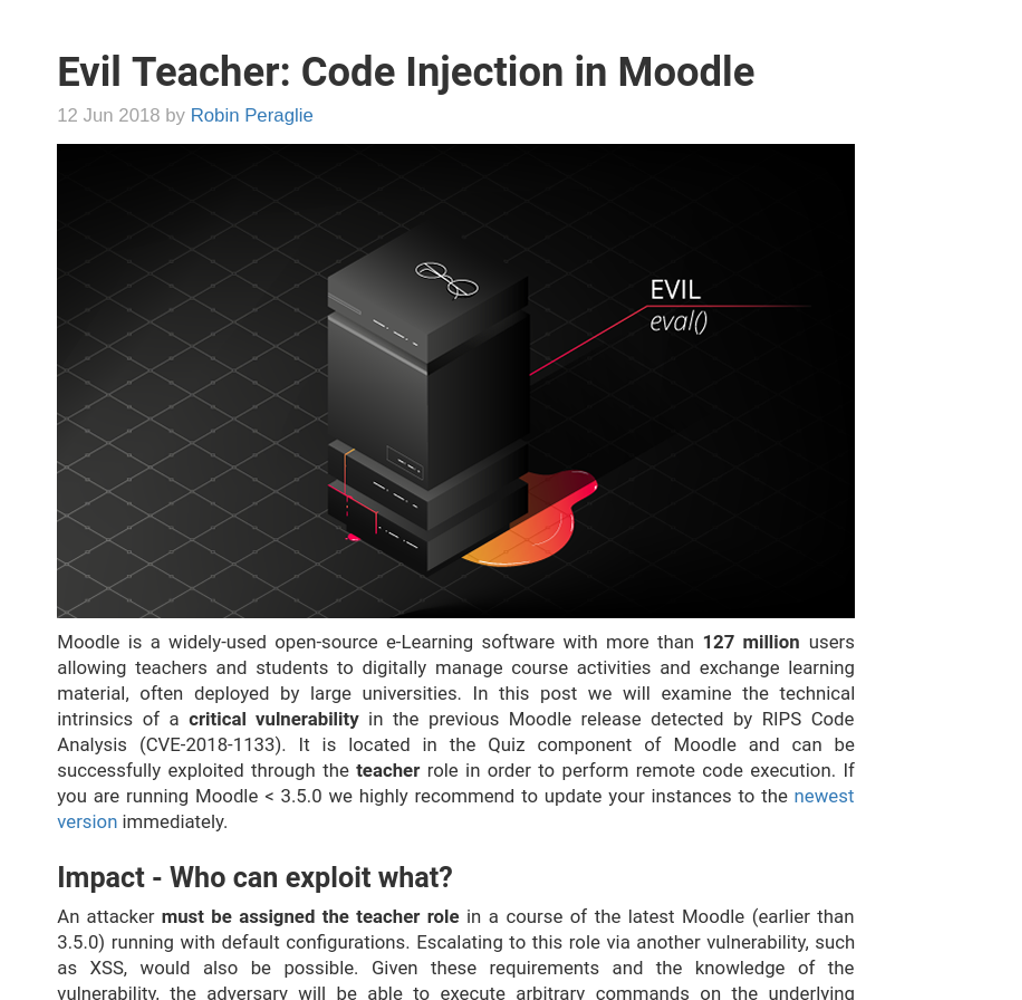 Evil Teacher: Code Injection in Moodle
12 Jun 2018 by Robin Peraglie
EVIL
eval()
Moodle is a widely-used open-source e-Learning software with more than 127 million users
allowing teachers and students to digitally manage course activities and exchange learning
material, often deployed by large universities. In this post we will examine the technical
intrinsics of a critical vulnerability in the previous Moodle release detected by RIPS Code
Analysis (CVE-2018-1133). It is located in the Quiz component of Moodle and can be
successfully exploited through the teacher role in order to perform remote code execution. If
you are running Moodle < 3.5.0 we highly recommend to update your instances to the newest
version immediately.
Impact - Who can exploit what?
An attacker must be assigned the teacher role in a course of the latest Moodle (earlier than
3.5.0) running with default configurations. Escalating to this role via another vulnerability, such
as XSS, would also be possible. Given these requirements and the knowledge of the
vulnerability, the adversary will be able to execute arbitrary commands on the underlying